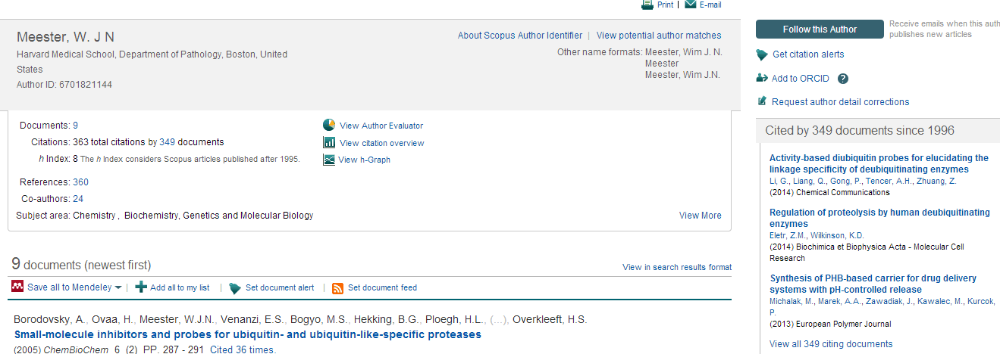 Print | E-mail
Meester, W. J N
Harvard Medical School, Department of Pathology, Boston, United
States
Author ID: 6701821144
About Scopus Author Identifier | View potential author matches
Other name formats: Meester, Wim J. N.
Meester
Meester, Wim J.N.
Documents: 9
Citations: 363 total citations by 349 documents
h Index: 8 The h Index considers Scopus articles published after 1995.
References: 360
Co-authors: 24
Subject area: Chemistry , Biochemistry, Genetics and Molecular Biology
View Author Evaluator
View citation overview
View h-Graph
View More
9 documents (newest first)
View in search results format
Save all to Mendeley | Add all to my list | Set document alert | Set document feed
Borodovsky, A., Ovaa, H., Meester, W.J.N., Venanzi, E.S., Bogyo, M.S., Hekking, B.G., Ploegh, H.L., (...), Overkleeft, H.S.
Small-molecule inhibitors and probes for ubiquitin- and ubiquitin-like-specific proteases
(2005) ChemBioChem 6 (2) PP. 287 - 291 Cited 36 times.
Follow this Author
Receive emails when this auth
publishes new articles
Get citation alerts
Add to ORCID ?
Request author detail corrections
Cited by 349 documents since 1996
Activity-based diubiquitin probes for elucidating the
linkage specificity of deubiquitinating enzymes
Li, G., Liang, Q., Gong, P., Tencer, A.H., Zhuang, Z.
(2014) Chemical Communications
Regulation of proteolysis by human deubiquitinating
enzymes
Eletr, Z.M., Wilkinson, K.D.
(2014) Biochimica et Biophysica Acta - Molecular Cell
Research
Synthesis of PHB-based carrier for drug delivery
systems with pH-controlled release
Michalak, M., Marek, A.A., Zawadiak, J., Kawalec, M., Kurcok,
P.
(2013) European Polymer Journal
View all 349 citing documents